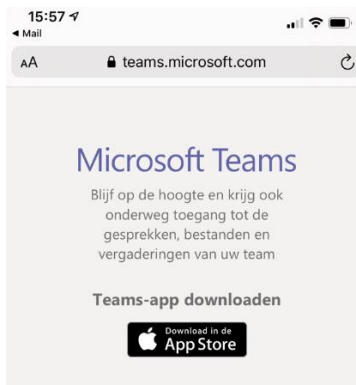 15:57
◀ Mail
AA teams.microsoft.com
Microsoft Teams
Blijf op de hoogte en krijg ook
onderweg toegang tot de
gesprekken, bestanden en
vergaderingen van uw team
Teams-app downloaden
Download in de
App Store